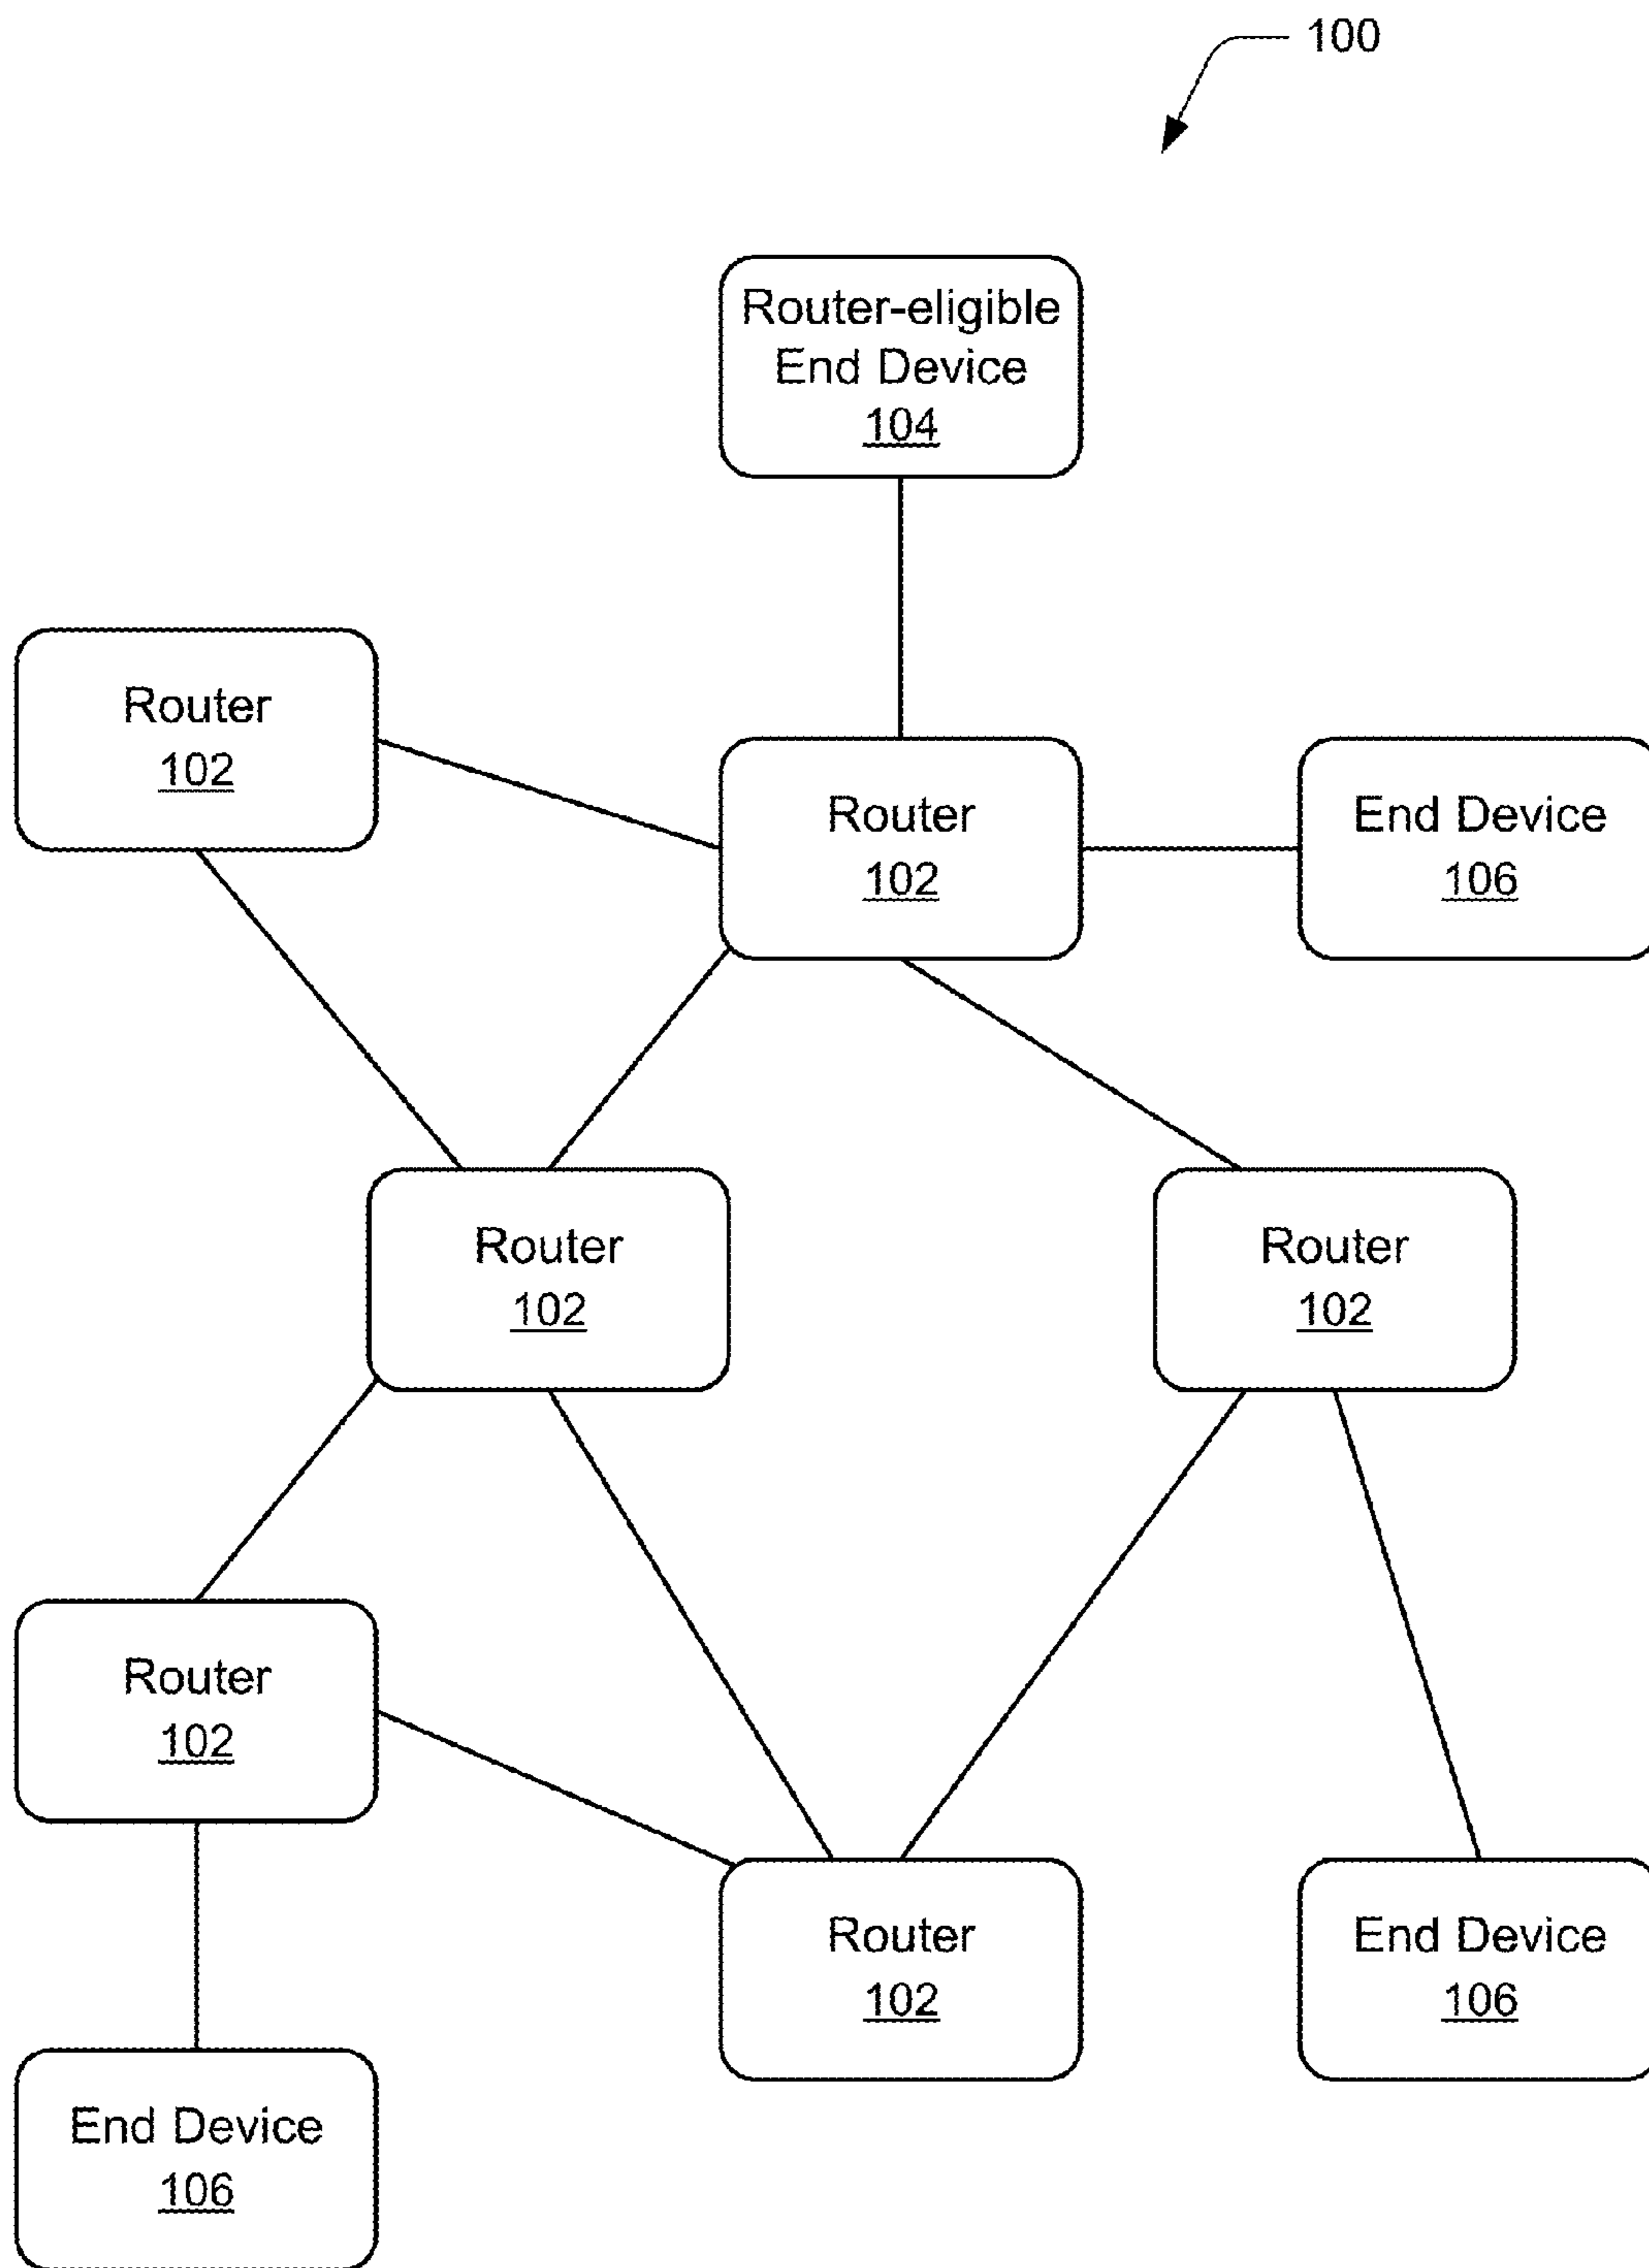 100
Router-eligible
End Device
104
Router
102
Router
102
End Device
106
Router
102
Router
102
Router
102
Router
102
End Device
106
End Device
106